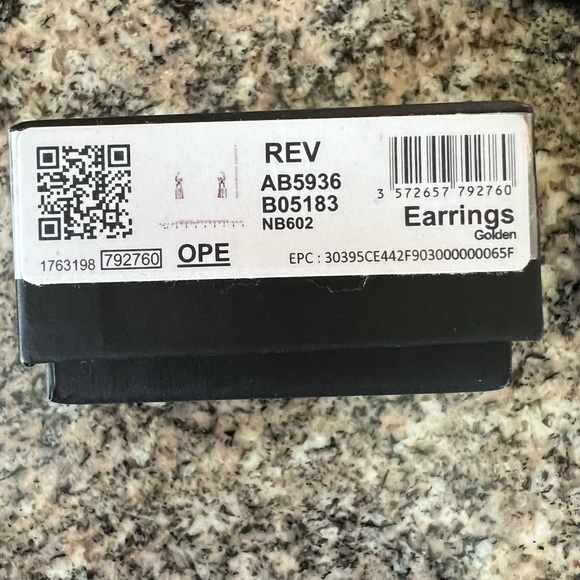 REV
AB5936
B05183
NB602
3 572657 792760
Earrings
Golden
1763198 792760 OPE
EPC : 30395CE442F903000000065F